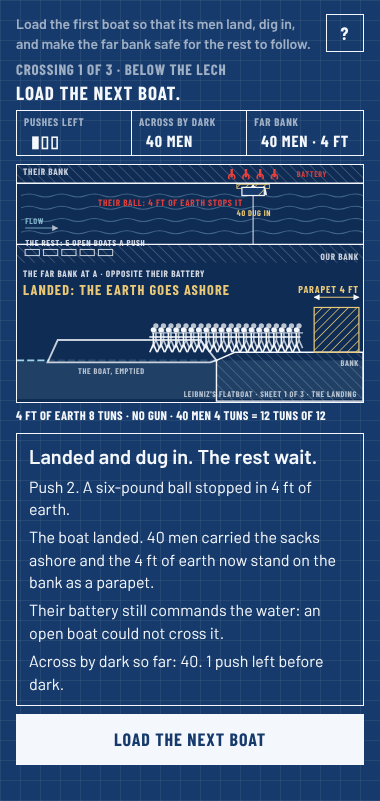 Load the first boat so that its men land, dig in,
and make the far bank safe for the rest to follow.
?
CROSSING 1 OF 3 · BELOW THE LECH
LOAD THE NEXT BOAT.
PUSHES LEFT
ACROSS BY DARK
40 MEN
FAR BANK
40 MEN · 4 FT
THEIR BANK
BATTERY
THEIR BALL: 4 FT OF EARTH STOPS IT
40 DUG IN
FLOW
THE REST: 5 OPEN BOATS A PUSH
OUR BANK
THE FAR BANK AT A · OPPOSITE THEIR BATTERY
LANDED: THE EARTH GOES ASHORE
PARAPET 4 FT
BANK
THE BOAT, EMPTIED
LEIBNIZ'S FLATBOAT · SHEET 1 OF 3 · THE LANDING
4 FT OF EARTH 8 TUNS · NO GUN · 40 MEN 4 TUNS = 12 TUNS OF 12
Landed and dug in. The rest wait.
Push 2. A six-pound ball stopped in 4 ft of
earth.
The boat landed. 40 men carried the sacks
ashore and the 4 ft of earth now stand on the
bank as a parapet.
Their battery still commands the water: an
open boat could not cross it.
Across by dark so far: 40. 1 push left before
dark.
LOAD THE NEXT BOAT